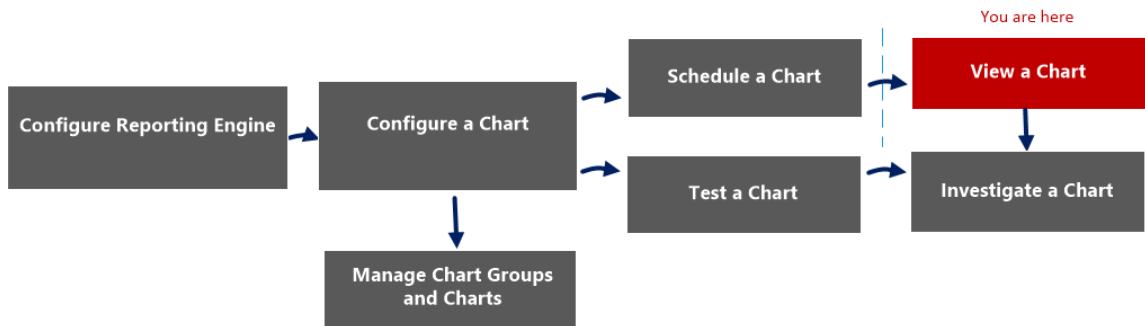 You are here
Schedule a Chart
View a Chart
Configure Reporting Engine
Configure a Chart
Test a Chart
Investigate a Chart
Manage Chart Groups
and Charts